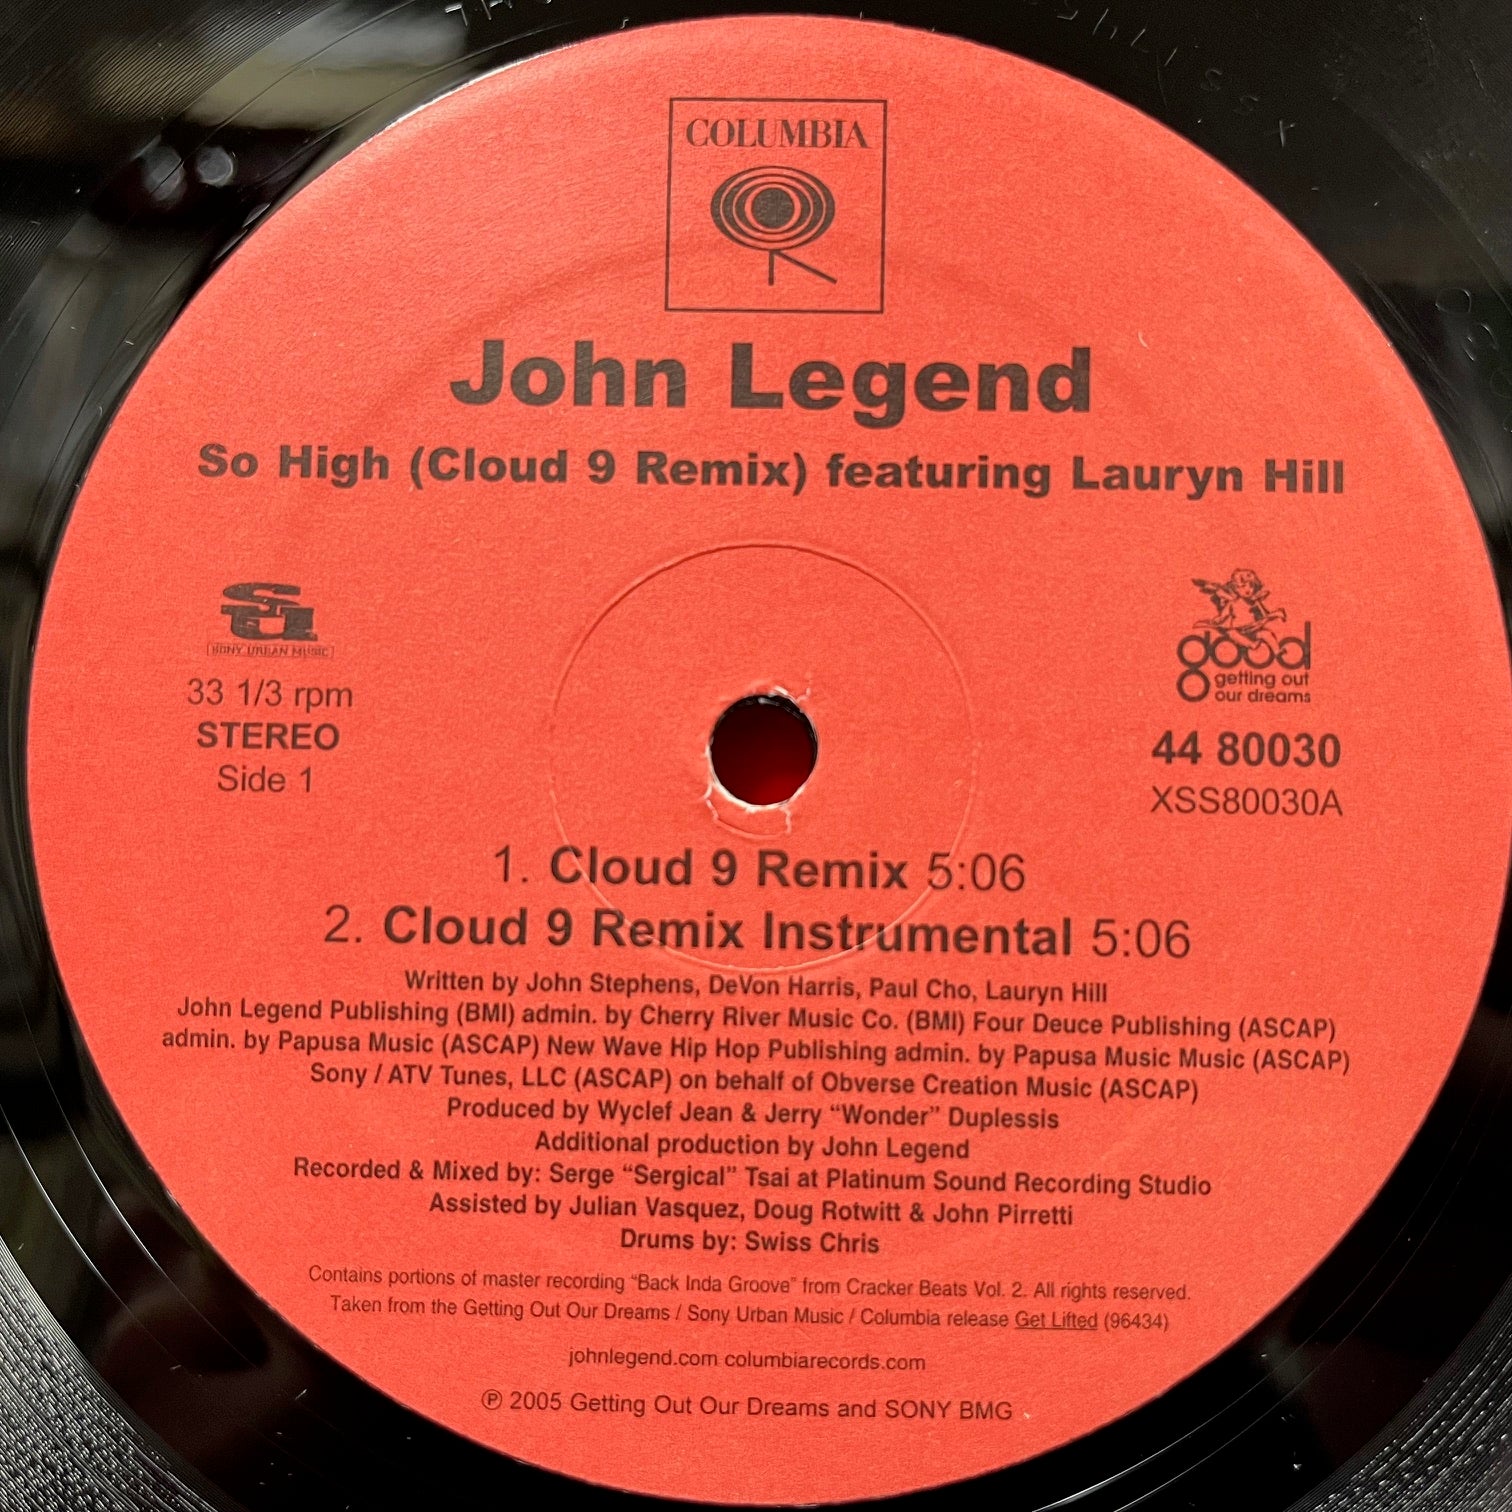 COLUMBIA
John Legend
So High (Cloud 9 Remix) featuring Lauryn Hill
SU
SONY URBAN MUSIC
33 1/3 rpm
STEREO
Side 1
good
getting out
our dreams
44 80030
XSS80030A
1. Cloud 9 Remix 5:06
2. Cloud 9 Remix Instrumental 5:06
Written by John Stephens, DeVon Harris, Paul Cho, Lauryn Hill
John Legend Publishing (BMI) admin. by Cherry River Music Co. (BMI) Four Deuce Publishing (ASCAP)
admin. by Papusa Music (ASCAP) New Wave Hip Hop Publishing admin. by Papusa Music Music (ASCAP)
Sony / ATV Tunes, LLC (ASCAP) on behalf of Obverse Creation Music (ASCAP)
Produced by Wyclef Jean & Jerry “Wonder” Duplessis
Additional production by John Legend
Recorded & Mixed by: Serge “Sergical” Tsai at Platinum Sound Recording Studio
Assisted by Julian Vasquez, Doug Rotwitt & John Pirretti
Drums by: Swiss Chris
Contains portions of master recording “Back Inda Groove” from Cracker Beats Vol. 2. All rights reserved.
Taken from the Getting Out Our Dreams / Sony Urban Music / Columbia release Get Lifted (96434)
johnlegend.com columbiarecords.com
℗ 2005 Getting Out Our Dreams and SONY BMG